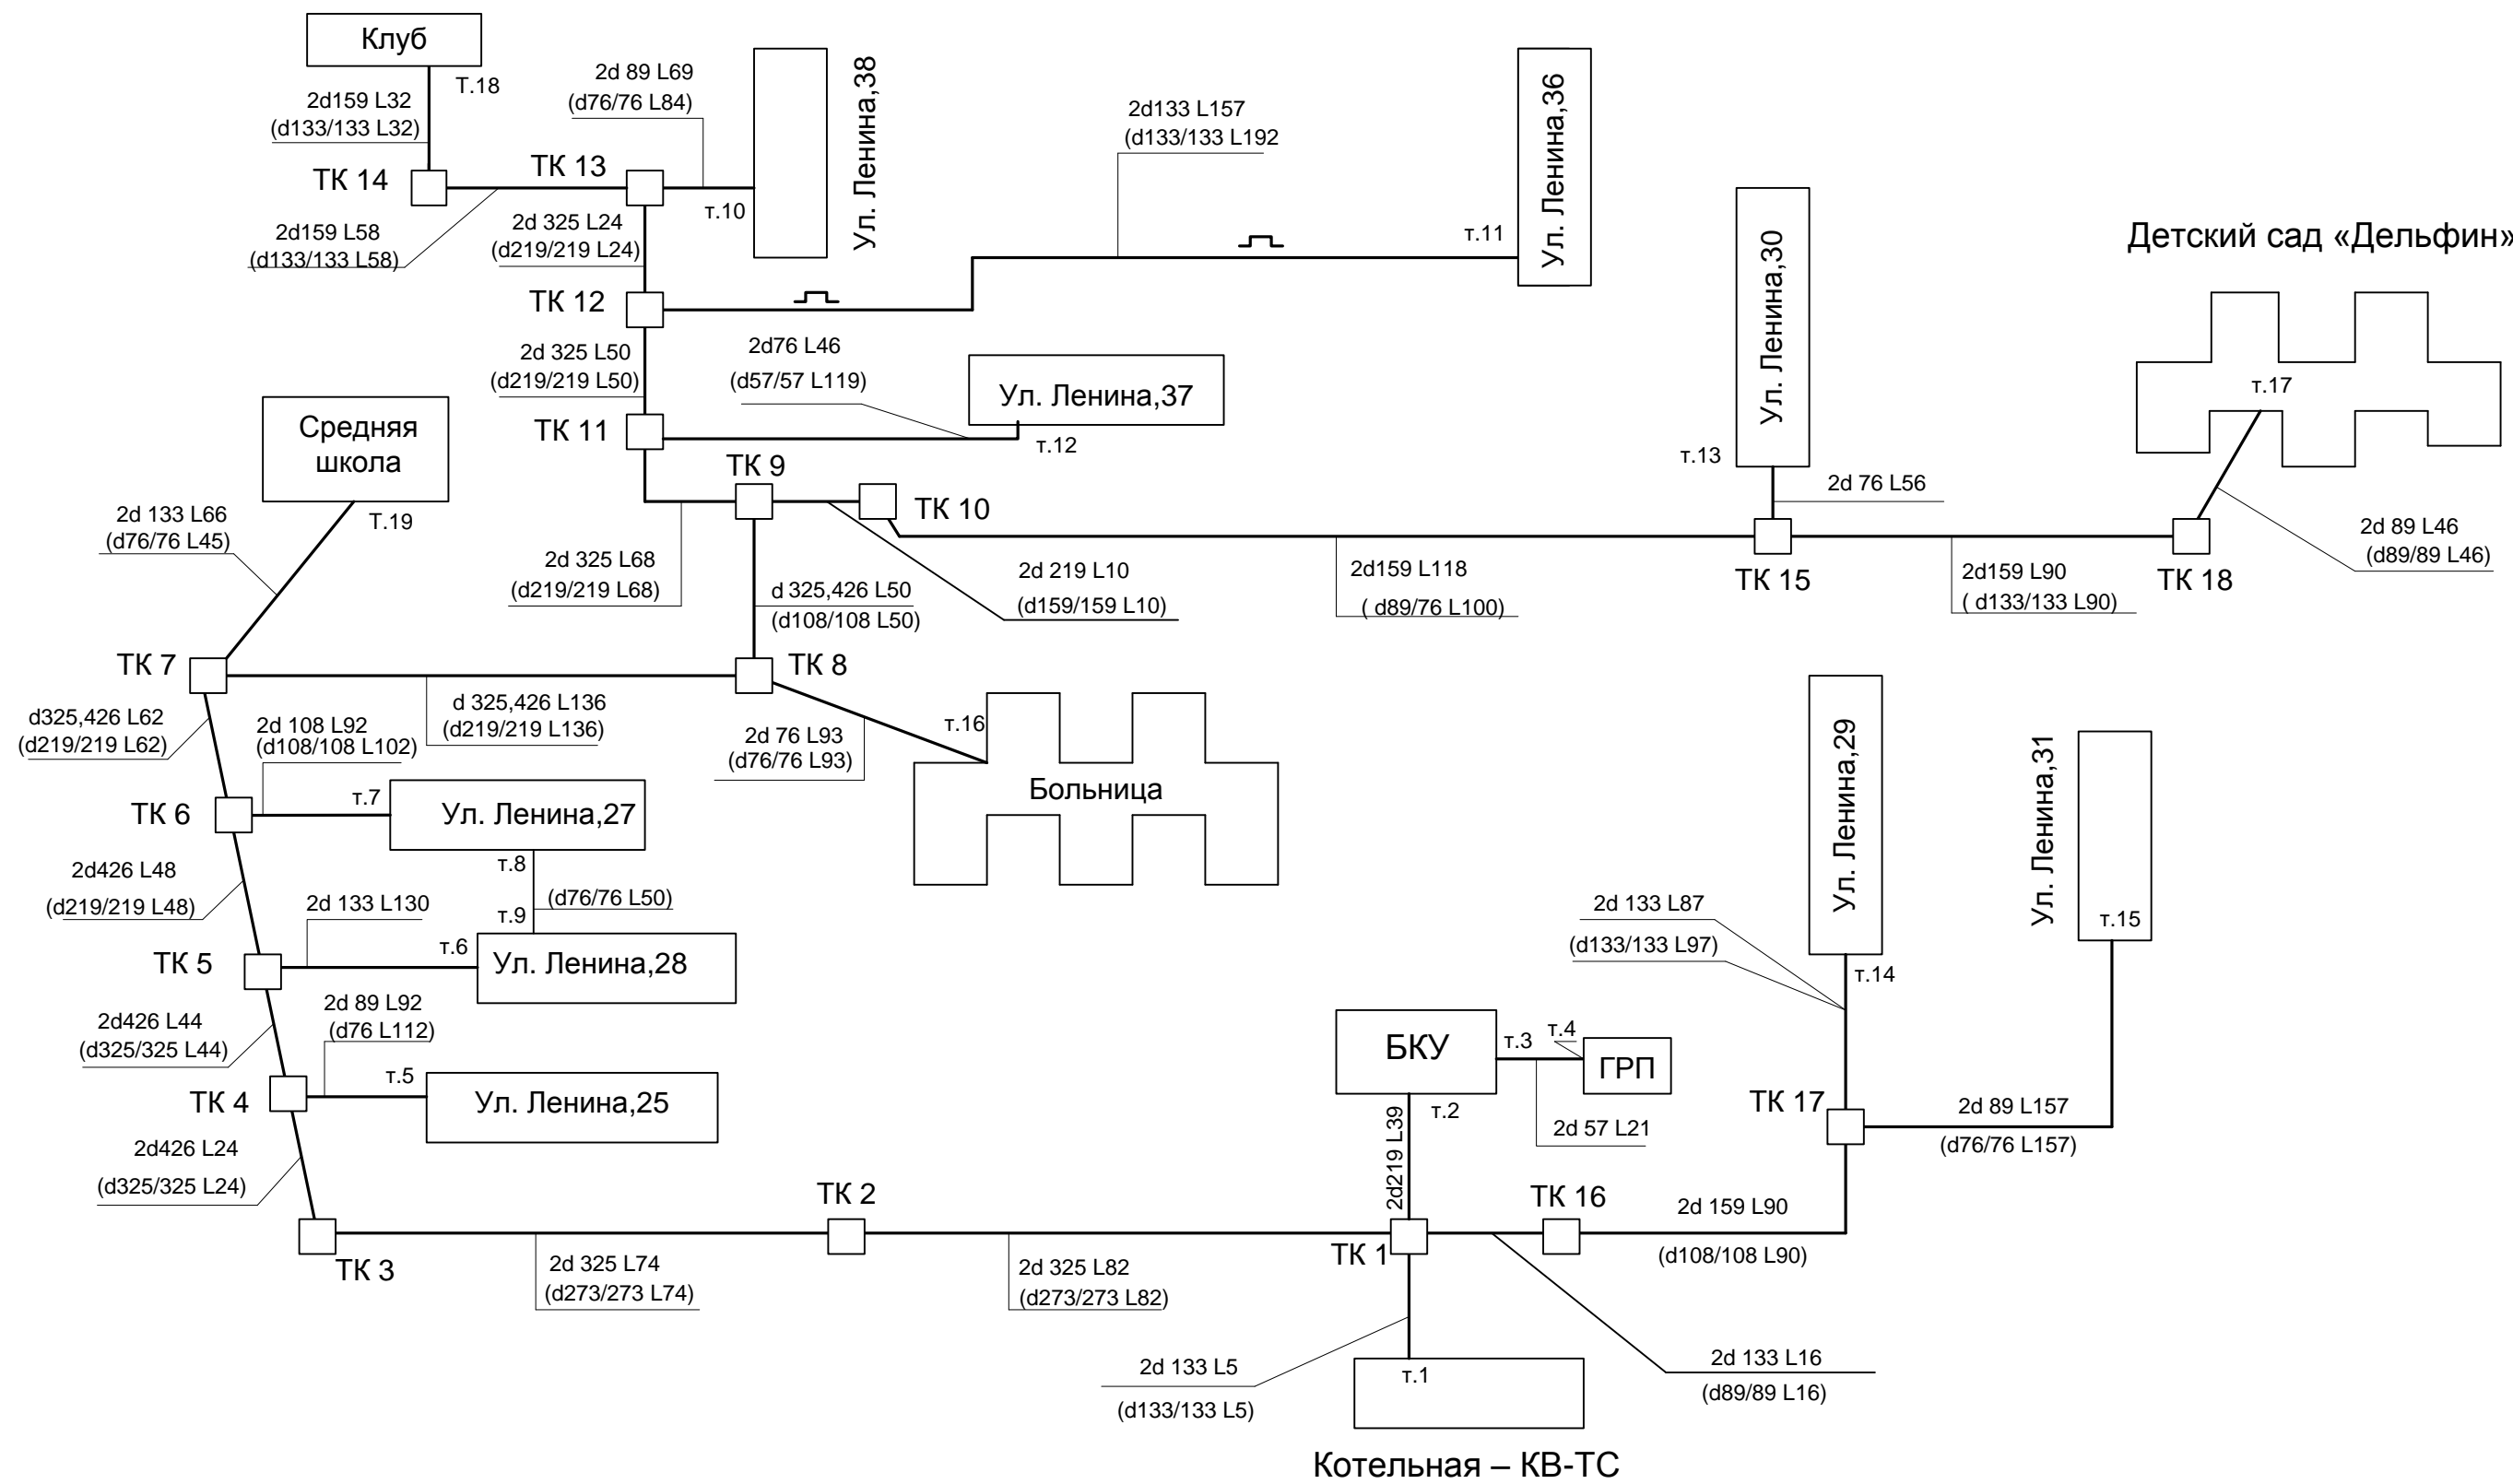 Клуб
Т.18
2d159 L32
(d133/133 L32)
2d 89 L69
(d76/76 L84)
Ул. Ленина,38
2d133 L157
(d133/133 L192
Ул. Ленина,36
ТК 14
ТК 13
т.10
2d159 L58
(d133/133 L58)
2d 325 L24
(d219/219 L24)
т.11
Ул. Ленина,30
Детский сад «Дельфин»
ТК 12
2d 325 L50
(d219/219 L50)
2d76 L46
(d57/57 L119)
Ул. Ленина,37
т.17
Средняя
школа
ТК 11
т.12
т.13
ТК 9
2d 76 L56
2d 133 L66
(d76/76 L45)
Т.19
ТК 10
2d 89 L46
(d89/89 L46)
2d 325 L68
(d219/219 L68)
d 325,426 L50
(d108/108 L50)
2d 219 L10
(d159/159 L10)
2d159 L118
( d89/76 L100)
ТК 15
2d159 L90
( d133/133 L90)
ТК 18
ТК 7
ТК 8
d325,426 L62
(d219/219 L62)
2d 108 L92
(d108/108 L102)
d 325,426 L136
(d219/219 L136)
2d 76 L93
(d76/76 L93)
т.16
Больница
Ул. Ленина,29
Ул. Ленина,31
ТК 6
т.7
Ул. Ленина,27
т.8
2d426 L48
(d219/219 L48)
2d 133 L130
(d76/76 L50)
т.9
2d 133 L87
(d133/133 L97)
т.15
ТК 5
т.6
Ул. Ленина,28
т.14
2d426 L44
(d325/325 L44)
2d 89 L92
(d76 L112)
БКУ
т.3
т.4
ГРП
ТК 4
т.5
Ул. Ленина,25
т.2
2d 57 L21
ТК 17
2d 89 L157
(d76/76 L157)
2d426 L24
(d325/325 L24)
2d219 L39
ТК 2
ТК 16
2d 159 L90
(d108/108 L90)
ТК 3
2d 325 L74
(d273/273 L74)
2d 325 L82
(d273/273 L82)
ТК 1
2d 133 L5
(d133/133 L5)
т.1
2d 133 L16
(d89/89 L16)
Котельная – КВ-ТС